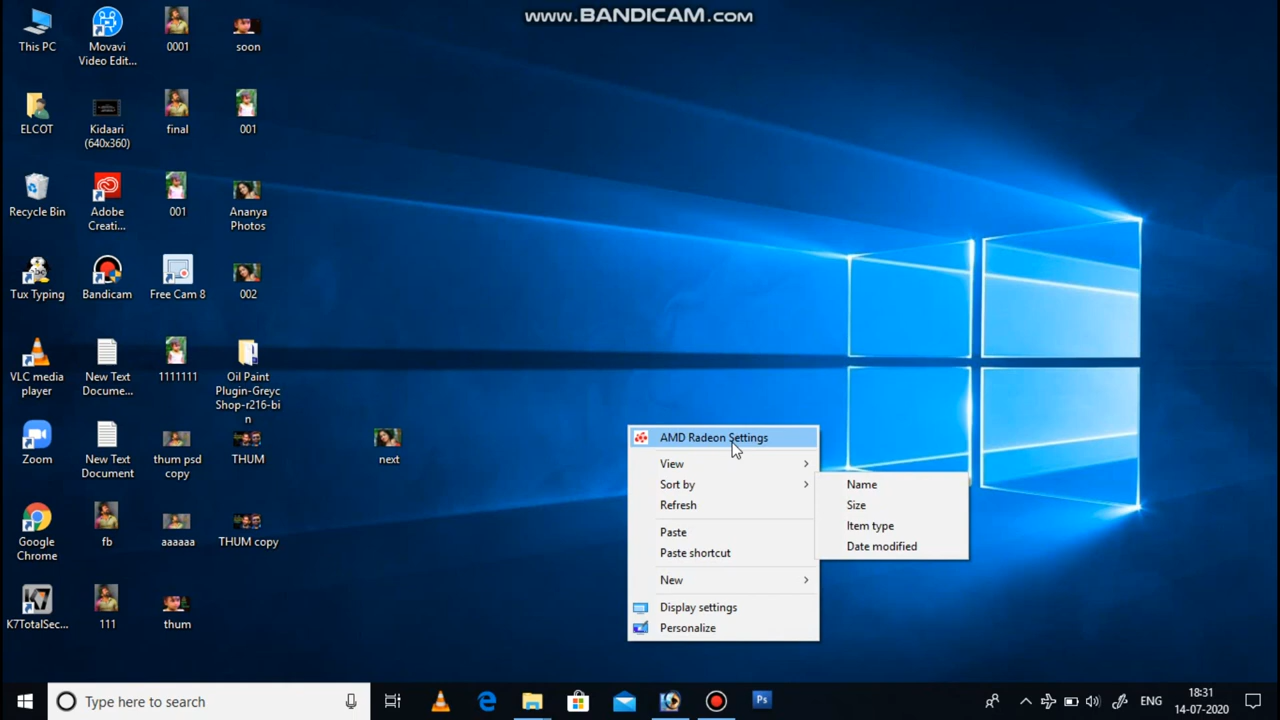 www.BANDICAM.com
This PC
Movavi
Video Edit...
0001
soon
ELCOT
Kidaari
(640x360)
final
001
Recycle Bin
Adobe
Creati...
001
Ananya
Photos
Tux Typing
Bandicam
Free Cam 8
002
VLC media
player
New Text
Docume...
1111111
Oil Paint
Plugin-Greyc
Shop-r216-bi
n
Zoom
New Text
Document
thum psd
copy
THUM
next
Google
Chrome
fb
aaaaaa
THUM copy
K7TotalSec...
111
thum
AMD Radeon Settings
View
Sort by
Refresh
Paste
Paste shortcut
New
Display settings
Personalize
Name
Size
Item type
Date modified
Type here to search
Ps
ENG
18:31
14-07-2020